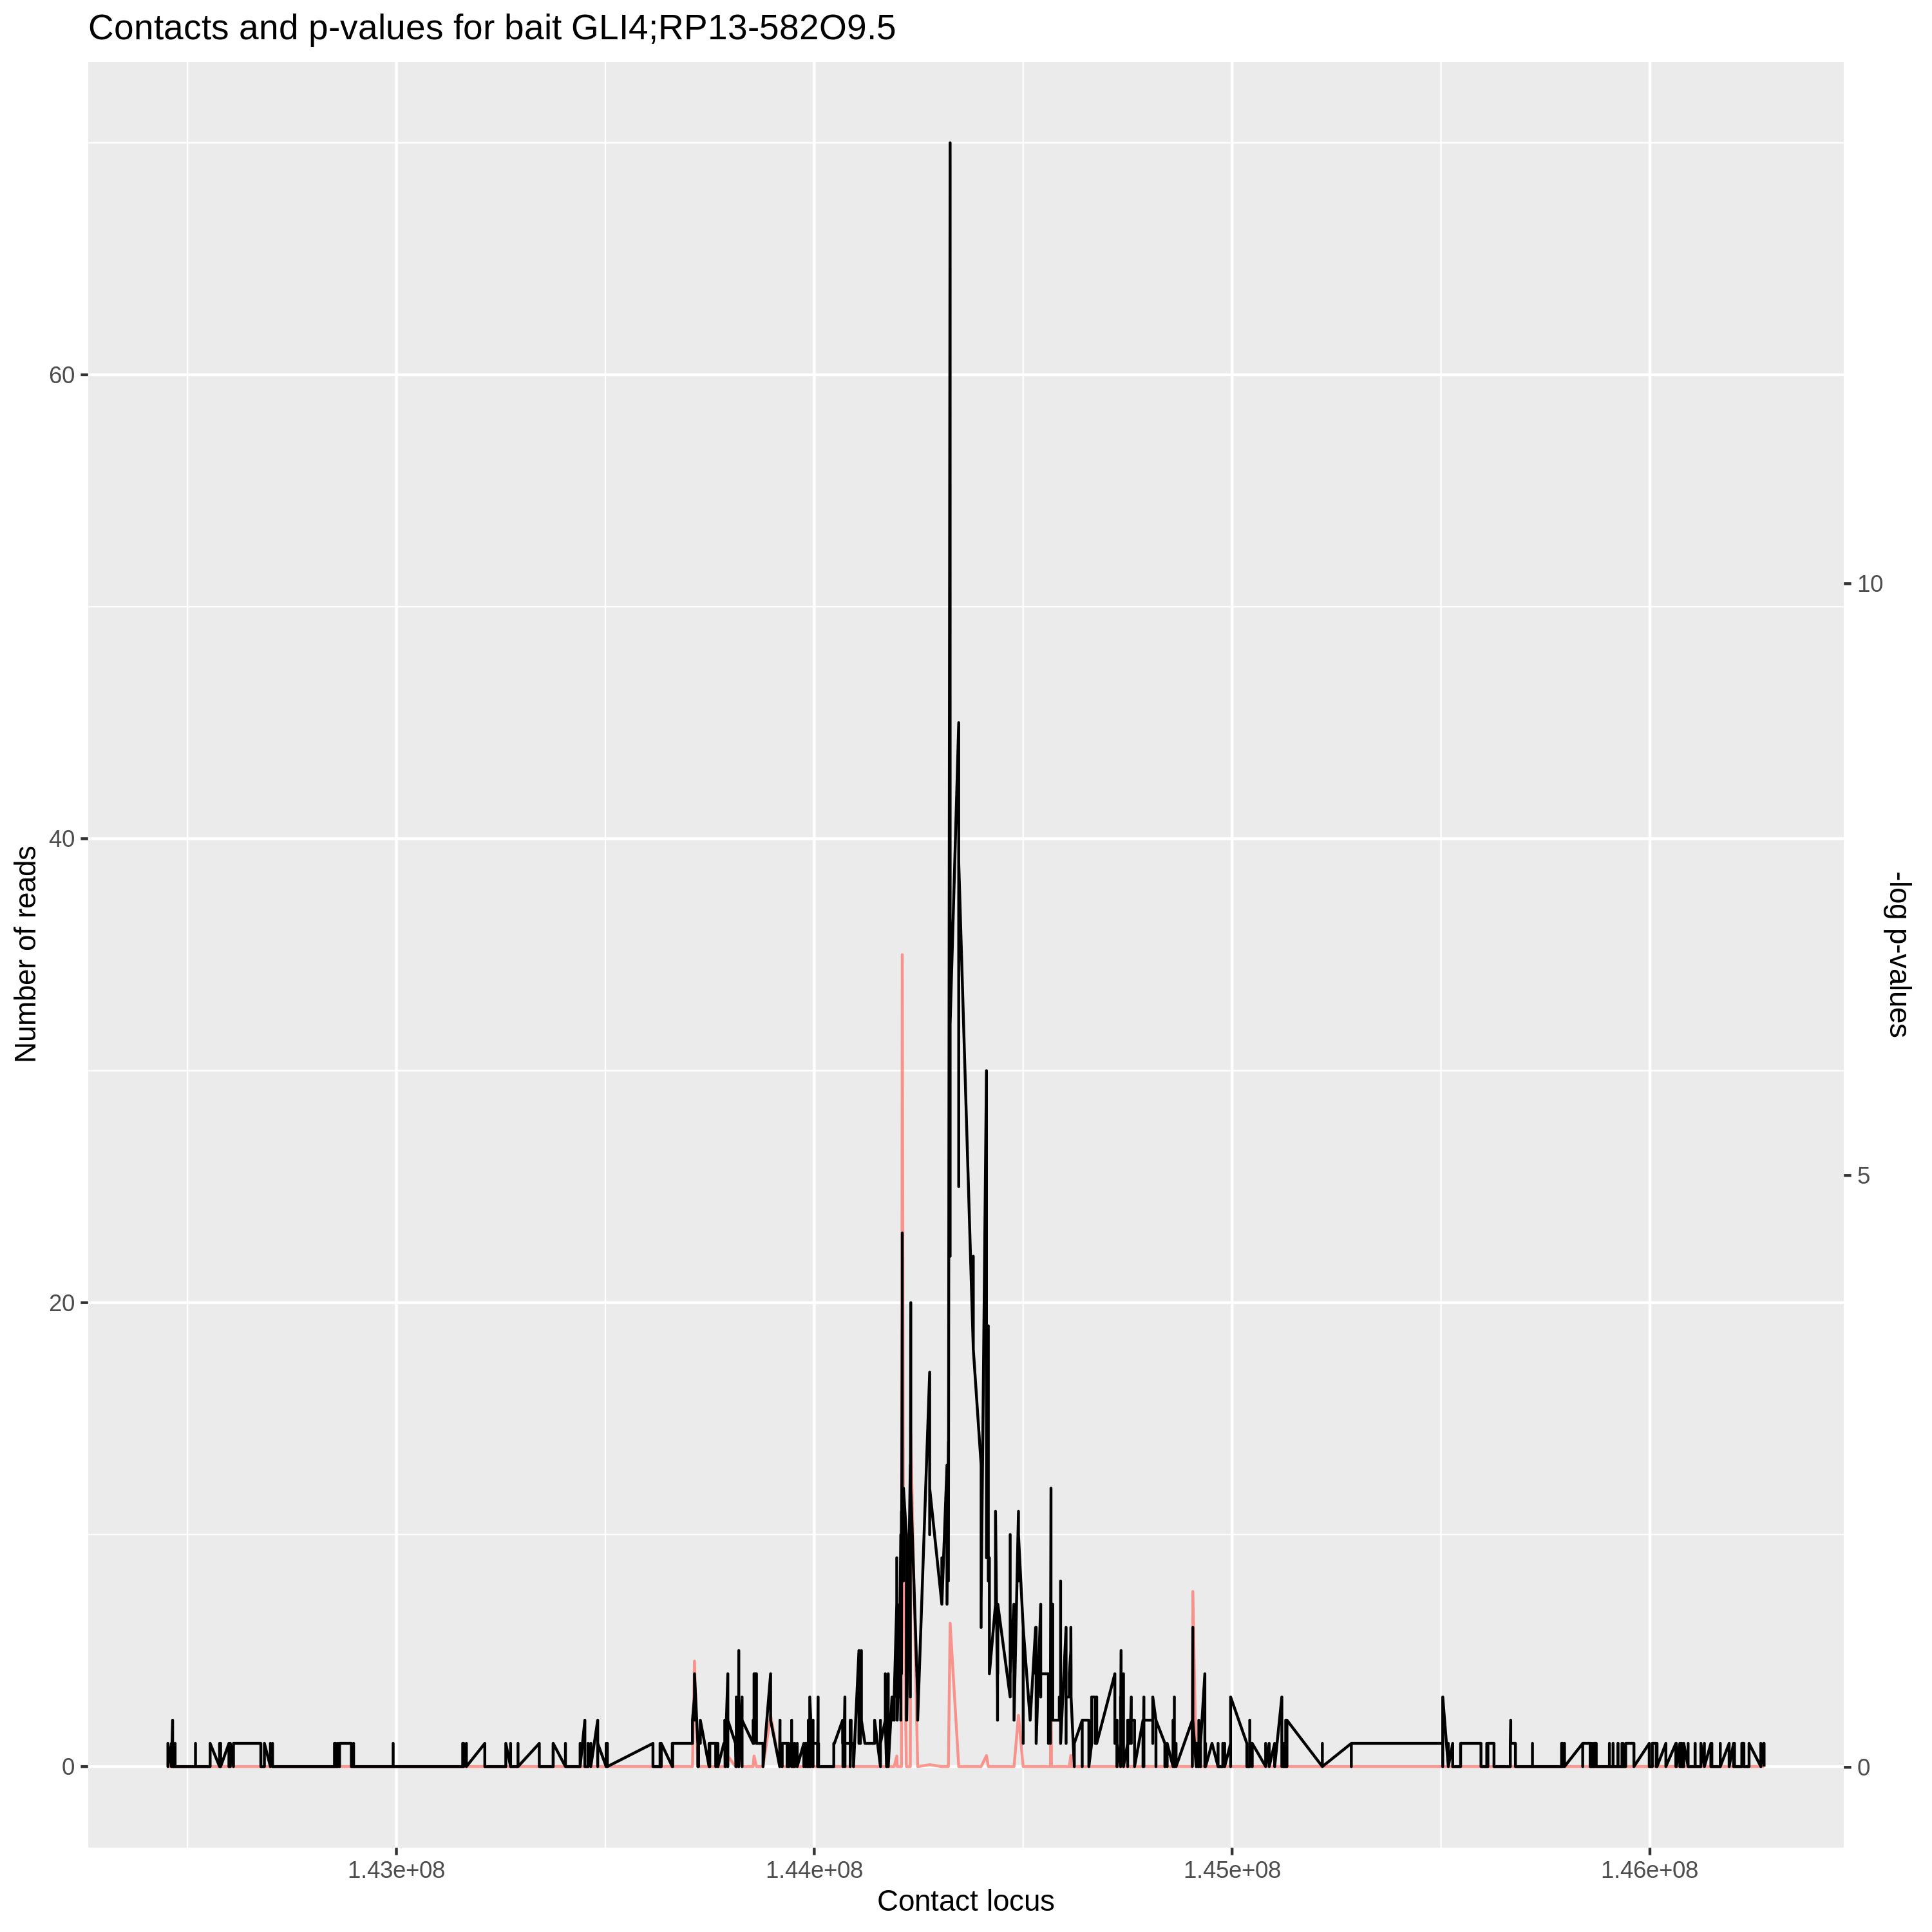 Contacts and p-values for bait GLI4;RP13-582O9.5
60
40
20
0
Number of reads
10
5
0
-log p-values
1.43e+08
1.44e+08
1.45e+08
1.46e+08
Contact locus